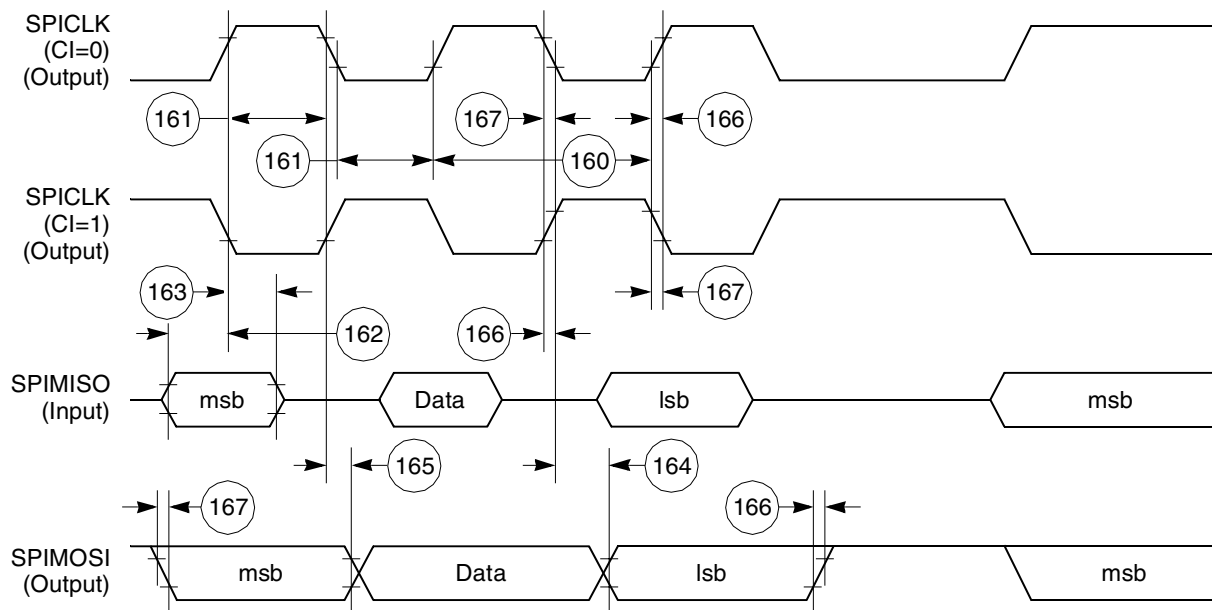 SPICLK
(CI=0)
(Output)
161
167
166
161
160
SPICLK
(CI=1)
(Output)
163
167
162
166
SPIMISO
(Input)
msb
Data
lsb
msb
165
164
167
166
SPIMOSI
(Output)
msb
Data
lsb
msb